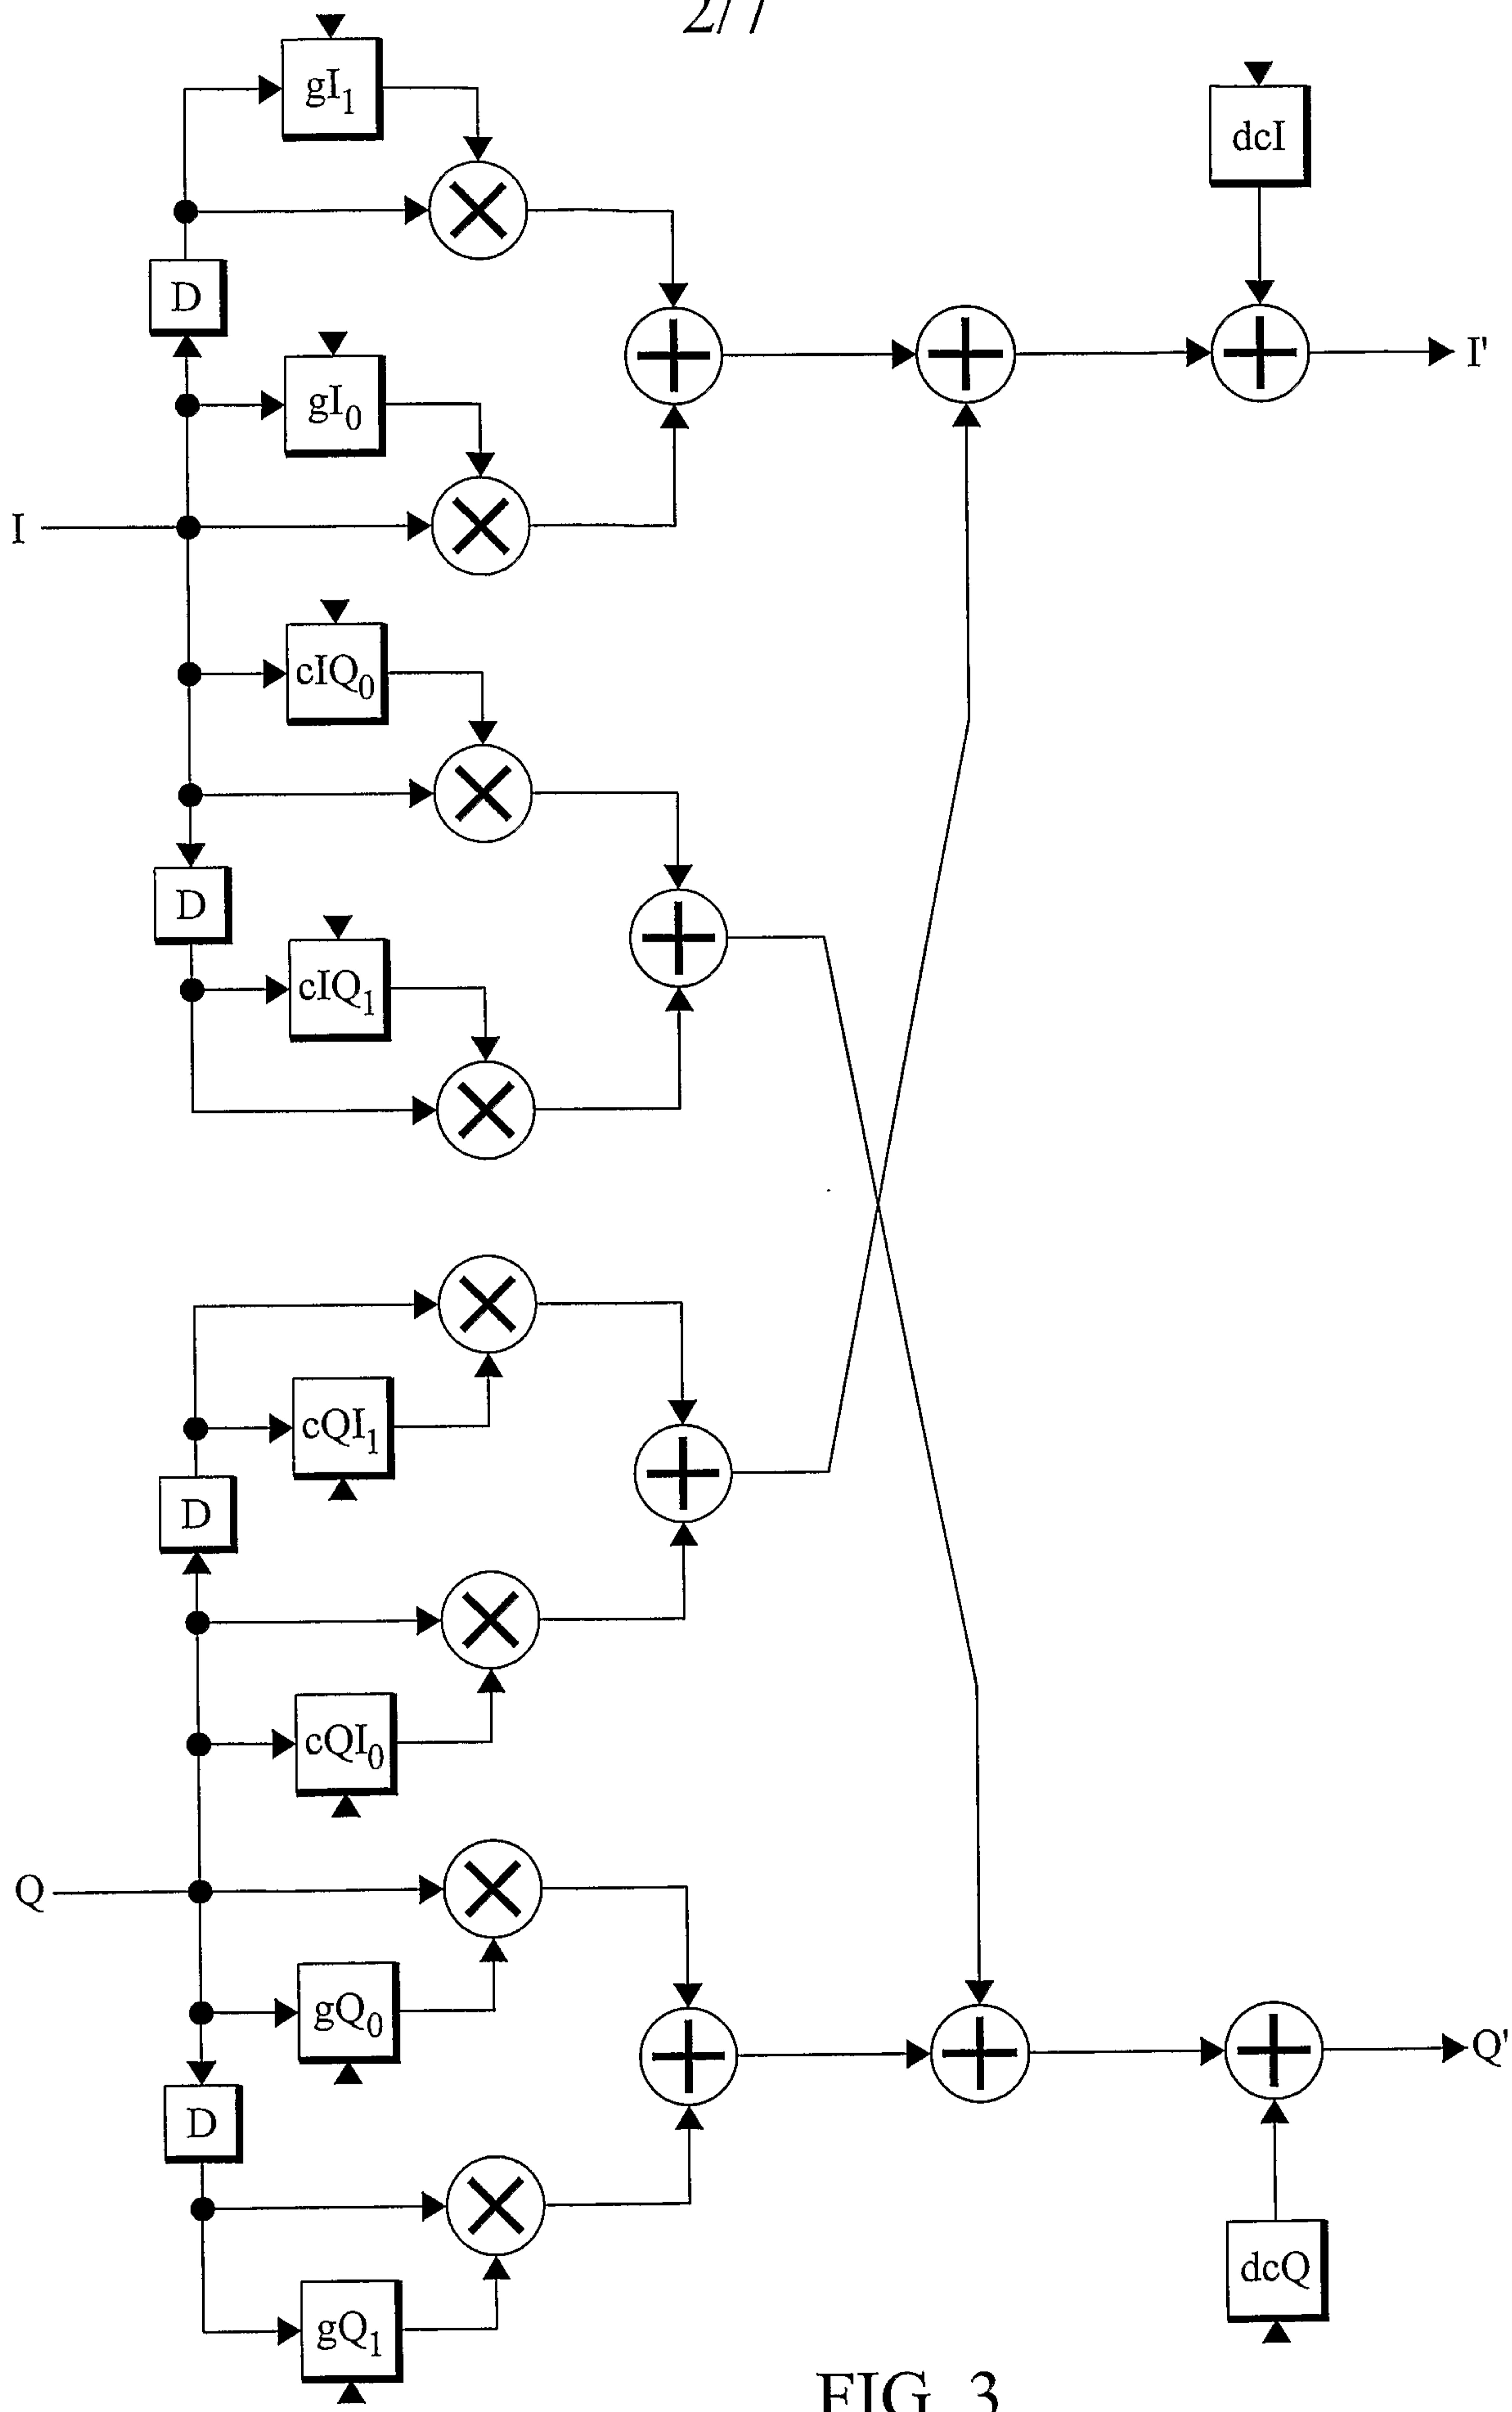 2/7
gI1
dcI
D
gI0
I'
I
cIQ0
D
cIQ1
cQI1
D
cQI0
Q
gQ0
Q'
D
dcQ
gQ1
FIG. 3